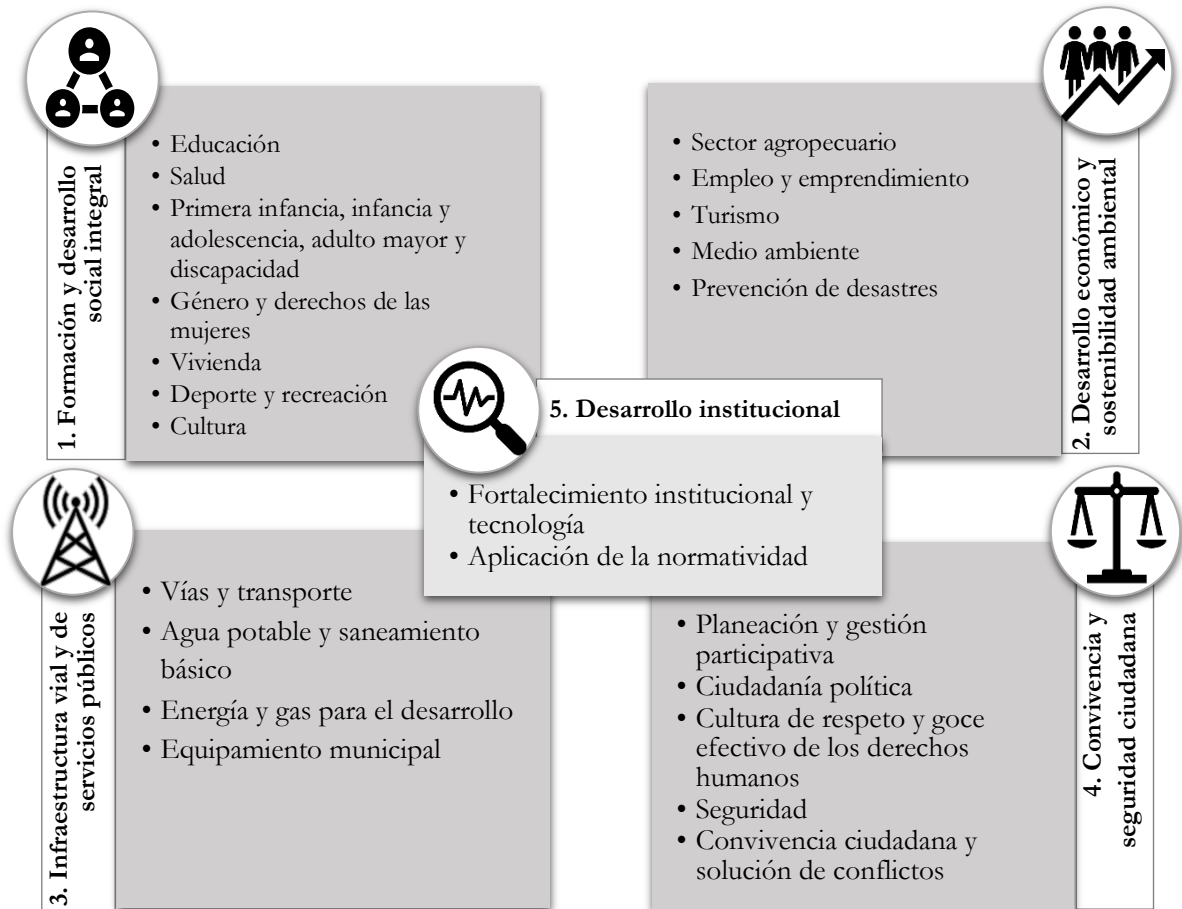 1. Formación y desarrollo
social integral
• Educación
• Salud
• Primera infancia, infancia y
adolescencia, adulto mayor y
discapacidad
• Género y derechos de las
mujeres
• Vivienda
• Deporte y recreación
• Cultura
2. Desarrollo económico y
sostenibilidad ambiental
• Sector agropecuario
• Empleo y emprendimiento
• Turismo
• Medio ambiente
• Prevención de desastres
5. Desarrollo institucional
• Fortalecimiento institucional y
tecnología
• Aplicación de la normatividad
3. Infraestructura vial y de
servicios públicos
• Vías y transporte
• Agua potable y saneamiento
básico
• Energía y gas para el desarrollo
• Equipamiento municipal
4. Convivencia y
seguridad ciudadana
• Planeación y gestión
participativa
• Ciudadanía política
• Cultura de respeto y goce
efectivo de los derechos
humanos
• Seguridad
• Convivencia ciudadana y
solución de conflictos